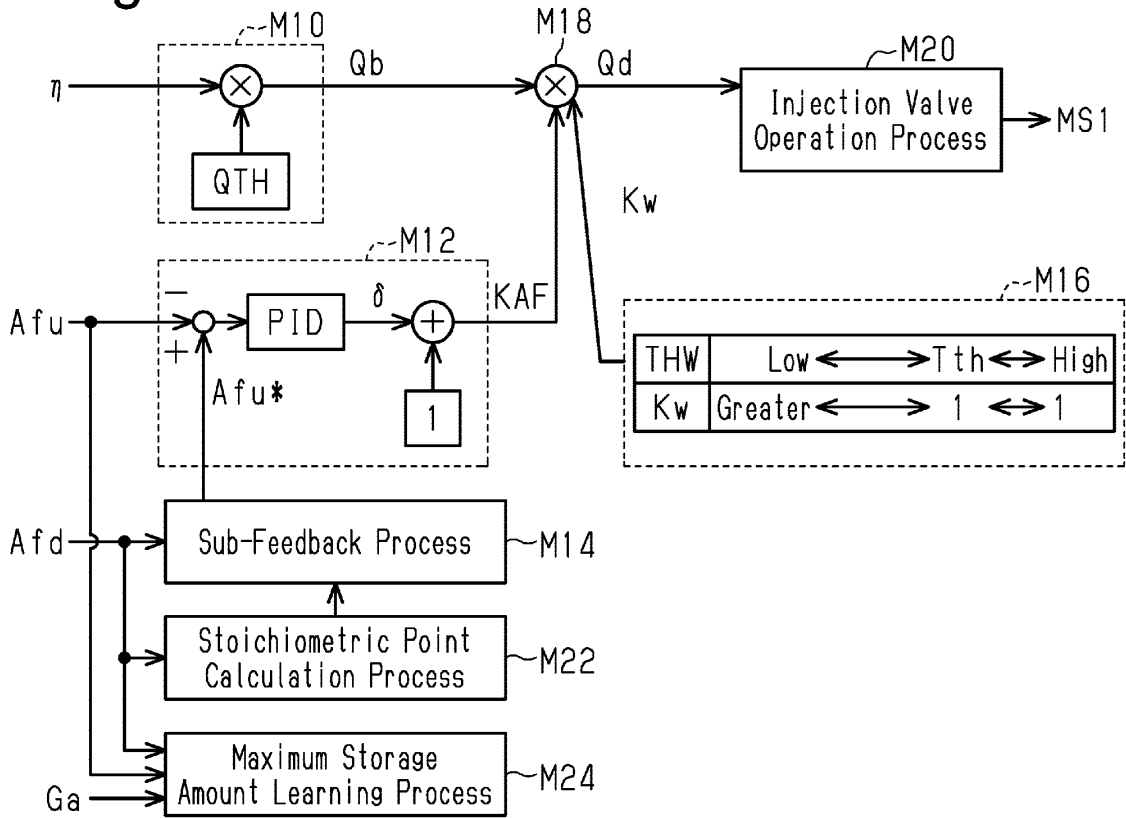 g
M10
M18
M20
η
×
Qb
×
Qd
Injection Valve
Operation Process
MS1
QTH
Kw
M12
M16
Afu
−
+
PID
δ
+
KAF
Afu*
1
THW Low Tth High
Kw Greater 1 1
Afd
Sub-Feedback Process
M14
Stoichiometric Point
Calculation Process
M22
Maximum Storage
Amount Learning Process
M24
Ga